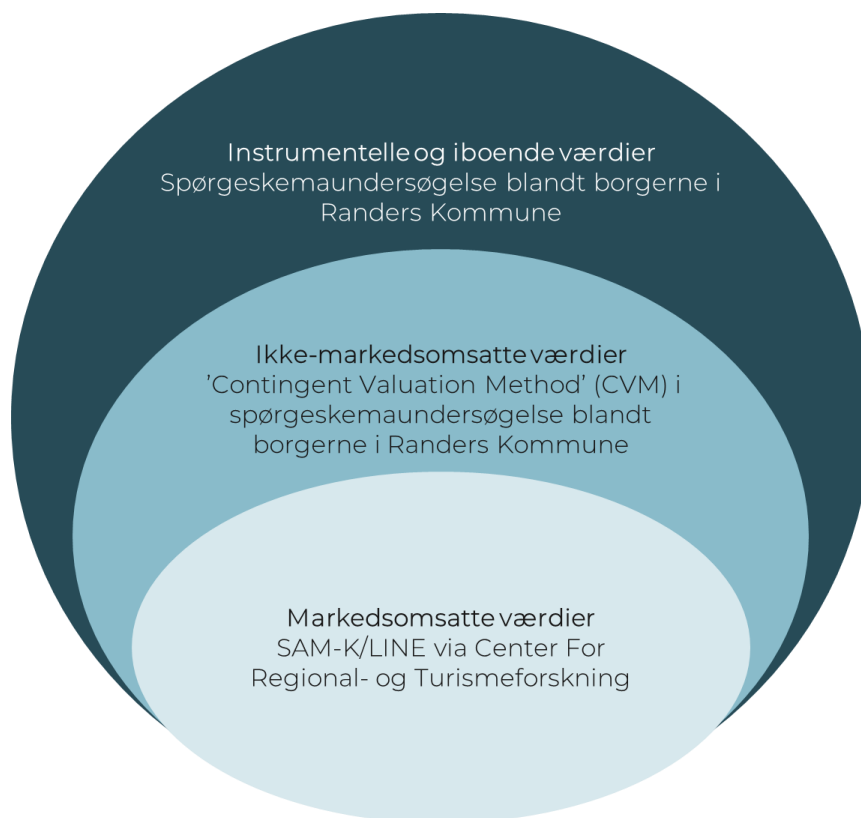 Instrumentelle og iboende værdier
Spørgeskemaundersøgelse blandt borgerne i
Randers Kommune
Ikke-markedsomsatte værdier
’Contingent Valuation Method’ (CVM) i
spørgeskemaundersøgelse blandt
borgerne i Randers Kommune
Markedsomsatte værdier
SAM-K/LINE via Center For
Regional- og Turismeforskning